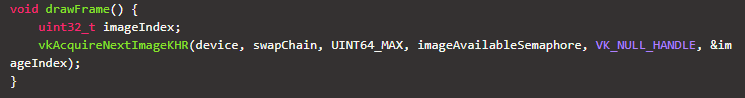 void drawFrame() {
    uint32_t imageIndex;
    vkAcquireNextImageKHR(device, swapChain, UINT64_MAX, imageAvailableSemaphore, VK_NULL_HANDLE, &im
ageIndex);
}